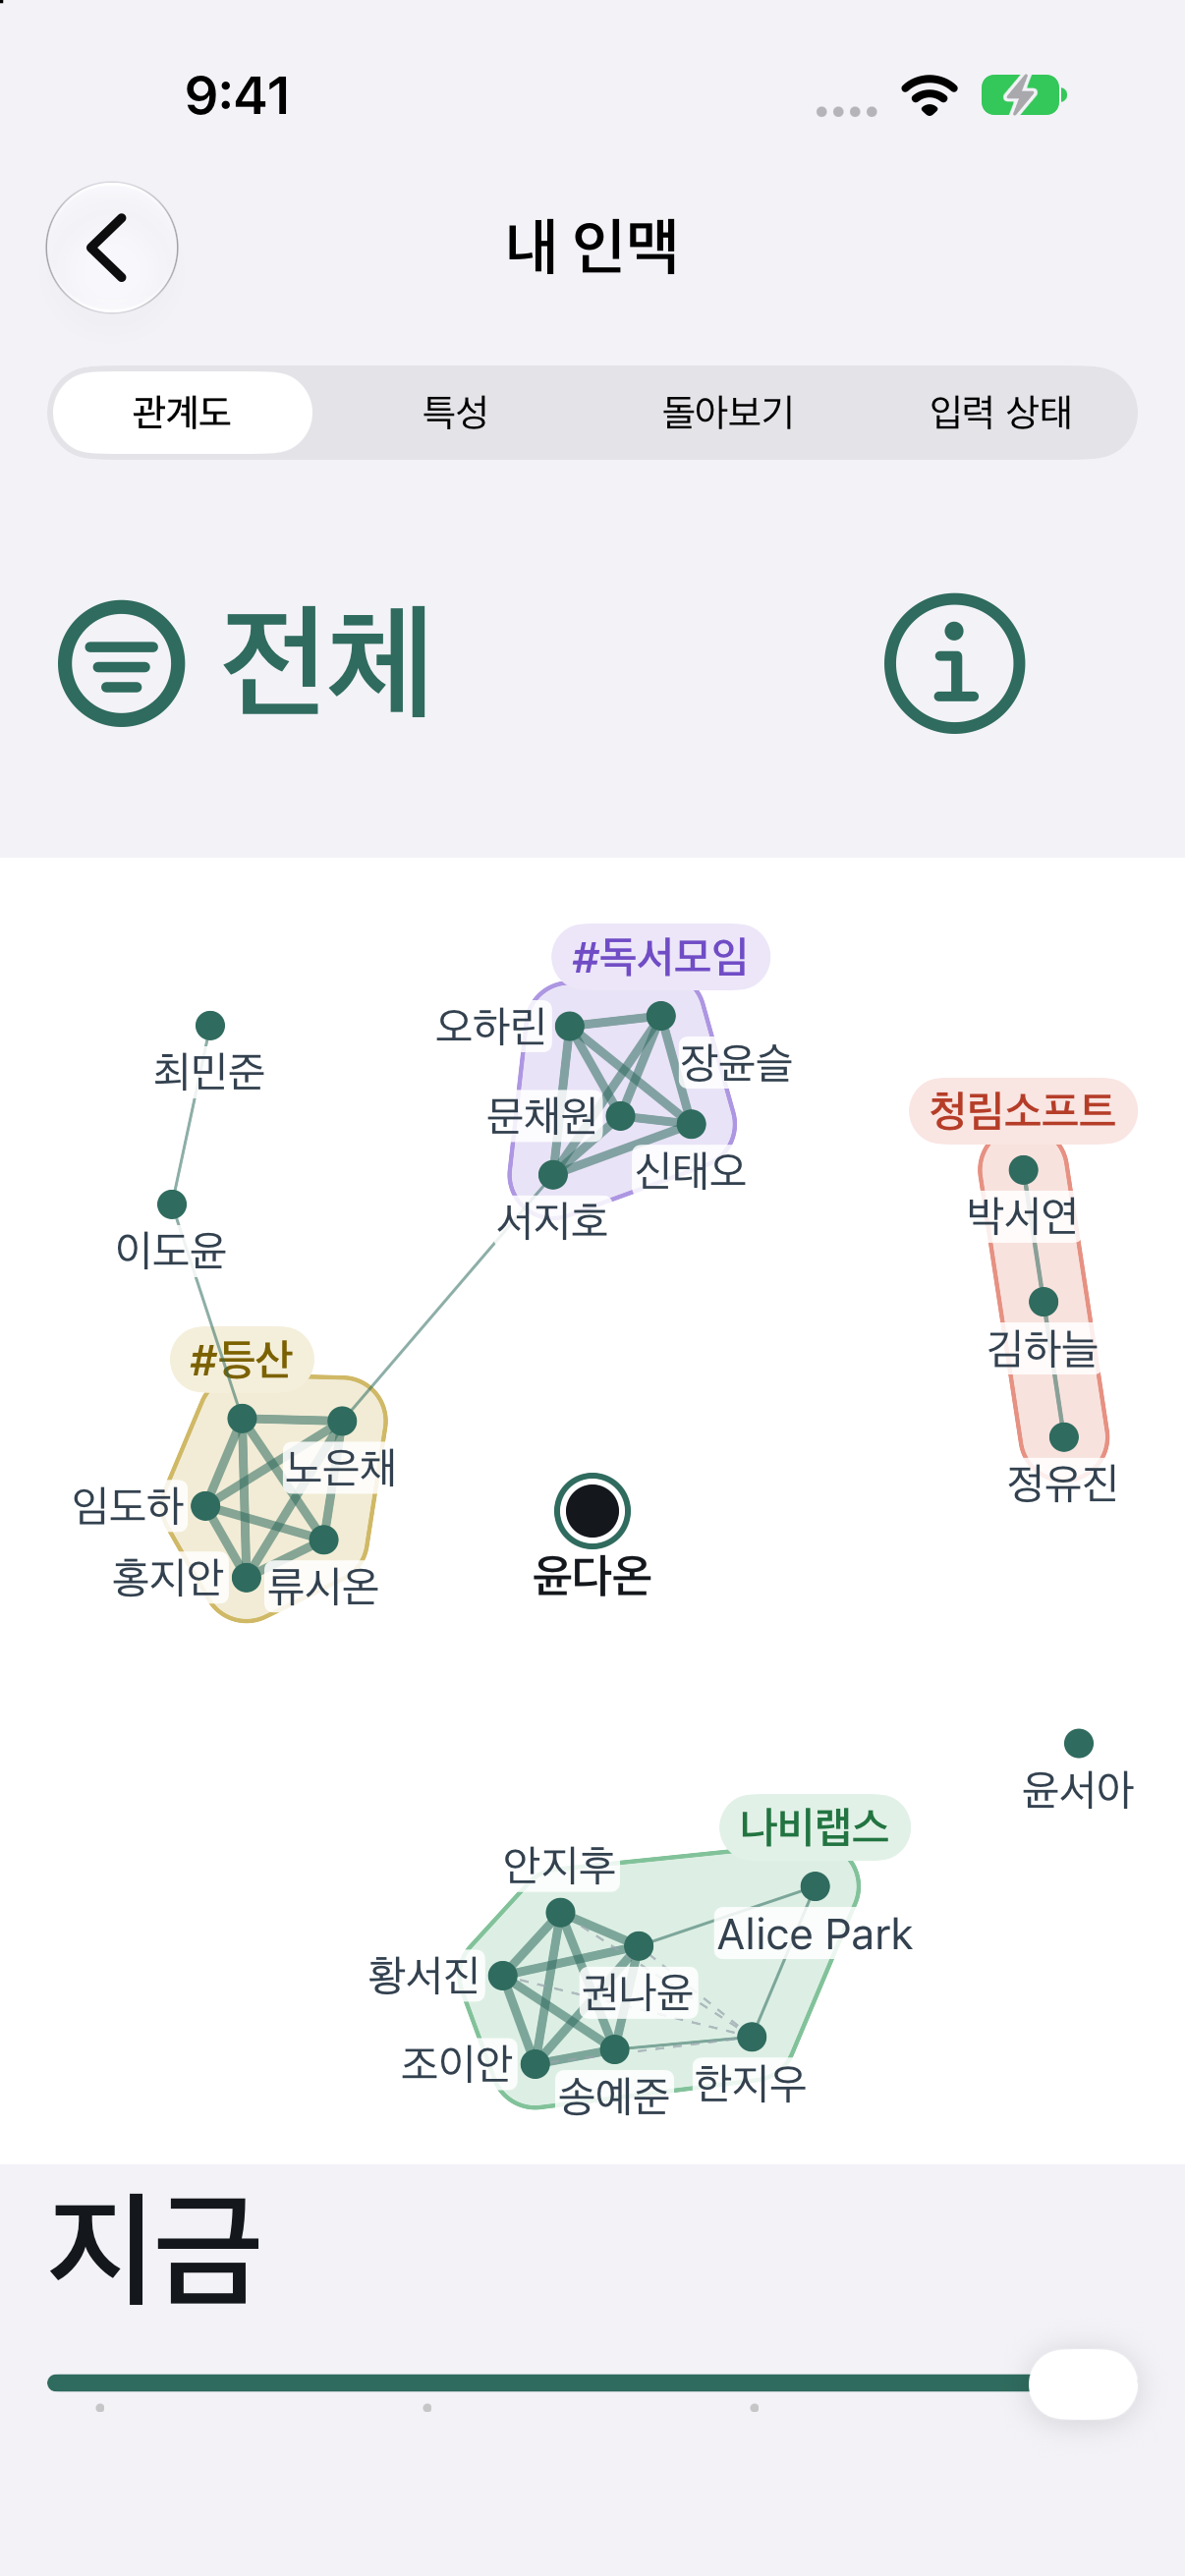 9:41
내 인맥
관계도
특성
돌아보기
입력 상태
전체
#독서모임
오하린
최민준
장윤슬
청림소프트
문채원
신태오
박서연
서지호
이도윤
#등산
김하늘
노은채
정유진
임도하
홍지안
류시온
윤다온
윤서아
나비랩스
안지후
Alice Park
황서진
권나윤
조이안
송예준
한지우
지금